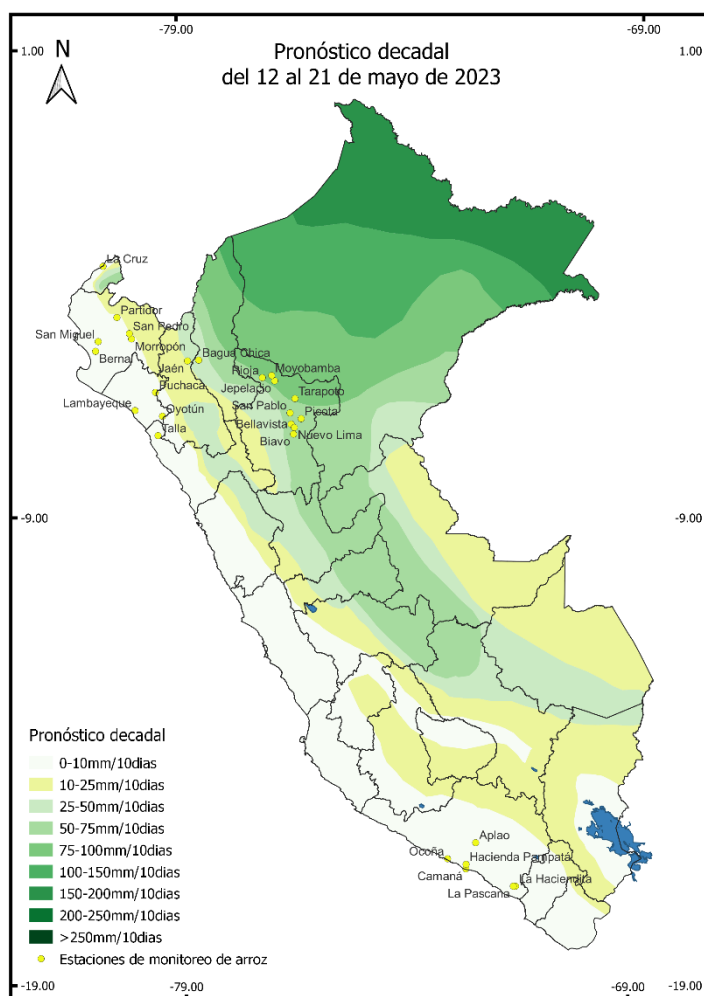 -79.00
-69.00
1.00
1.00
N
Pronóstico decadal
del 12 al 21 de mayo de 2023
La Cruz
Partidor
San Pedro
San Miguel
Morropón
Bernal
Jaén
Bagua Chica
Rioja
Moyobamba
Jepelacio
Puchaca
Tarapoto
San Pablo
Lambayeque
Oyotún
Picota
Talla
Bellavista
Nuevo Lima
Biavo
-9.00
-9.00
Pronóstico decadal
0-10mm/10dias
10-25mm/10dias
25-50mm/10dias
50-75mm/10dias
75-100mm/10dias
100-150mm/10dias
150-200mm/10dias
200-250mm/10dias
>250mm/10dias
Estaciones de monitoreo de arroz
Aplao
Ocoña
Hacienda Pampatá
Camaná
La Haciendita
La Pascana
-19.00
-19.00
-79.00
-69.00